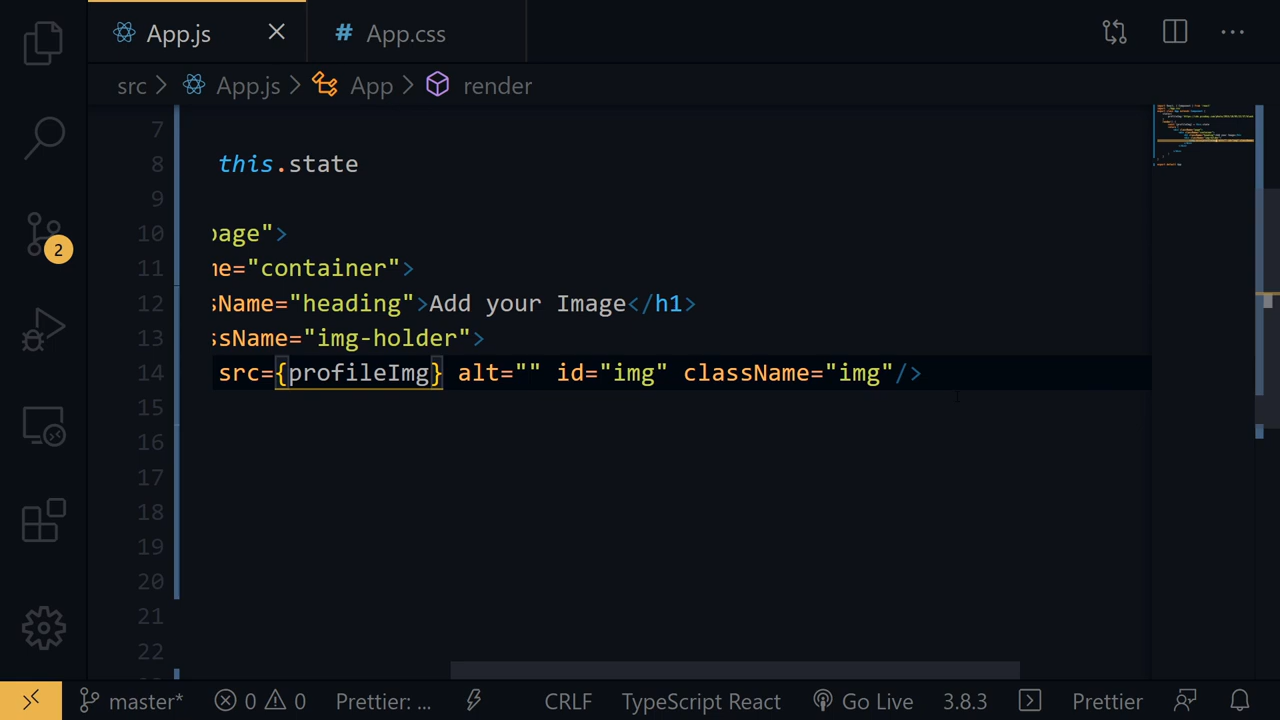 App.js
# App.css
src > App.js > App > render
7
8 this.state
9
10 page">
11 me="container">
12 sName="heading">Add your Image</h1>
13 ssName="img-holder">
14 src={profileImg} alt="" id="img" className="img"/>
15
16
17
18
19
20
21
22
2
master* 0 0 Prettier: ... CRLF TypeScript React Go Live 3.8.3 Prettier